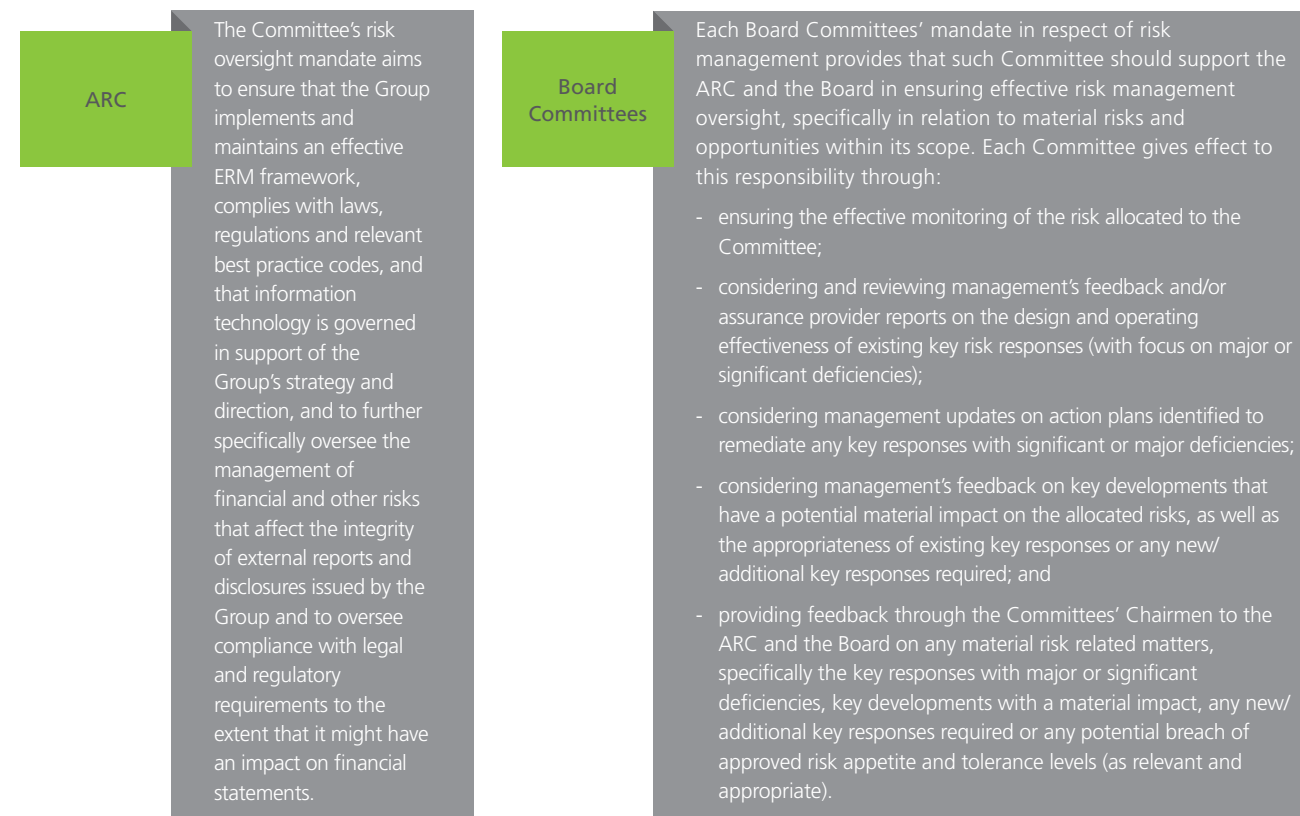 ARC
The Committee's risk
oversight mandate aims
to ensure that the Group
implements and
maintains an effective
ERM framework,
complies with laws,
regulations and relevant
best practice codes, and
that information
technology is governed
in support of the
Group's strategy and
direction, and to further
specifically oversee the
management of
financial and other risks
that affect the integrity
of external reports and
disclosures issued by the
Group and to oversee
compliance with legal
and regulatory
requirements to the
extent that it might have
an impact on financial
statements.
Board
Committees
Each Board Committees' mandate in respect of risk
management provides that such Committee should support the
ARC and the Board in ensuring effective risk management
oversight, specifically in relation to material risks and
opportunities within its scope. Each Committee gives effect to
this responsibility through:
- ensuring the effective monitoring of the risk allocated to the
Committee;
- considering and reviewing management's feedback and/or
assurance provider reports on the design and operating
effectiveness of existing key risk responses (with focus on major or
significant deficiencies);
- considering management updates on action plans identified to
remediate any key responses with significant or major deficiencies;
- considering management's feedback on key developments that
have a potential material impact on the allocated risks, as well as
the appropriateness of existing key responses or any new/
additional key responses required; and
- providing feedback through the Committees' Chairmen to the
ARC and the Board on any material risk related matters,
specifically the key responses with major or significant
deficiencies, key developments with a material impact, any new/
additional key responses required or any potential breach of
approved risk appetite and tolerance levels (as relevant and
appropriate).